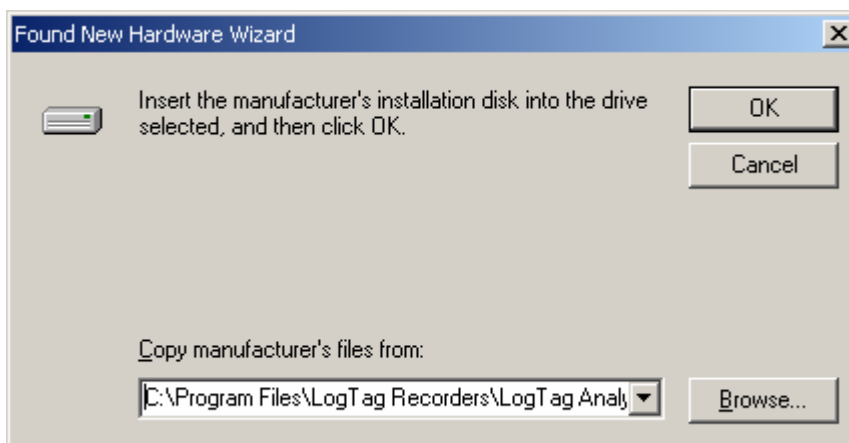 Found New Hardware Wizard
Insert the manufacturer's installation disk into the drive
selected, and then click OK.
OK
Cancel
Copy manufacturer's files from:
C:\Program Files\LogTag Recorders\LogTag Analy
Browse...